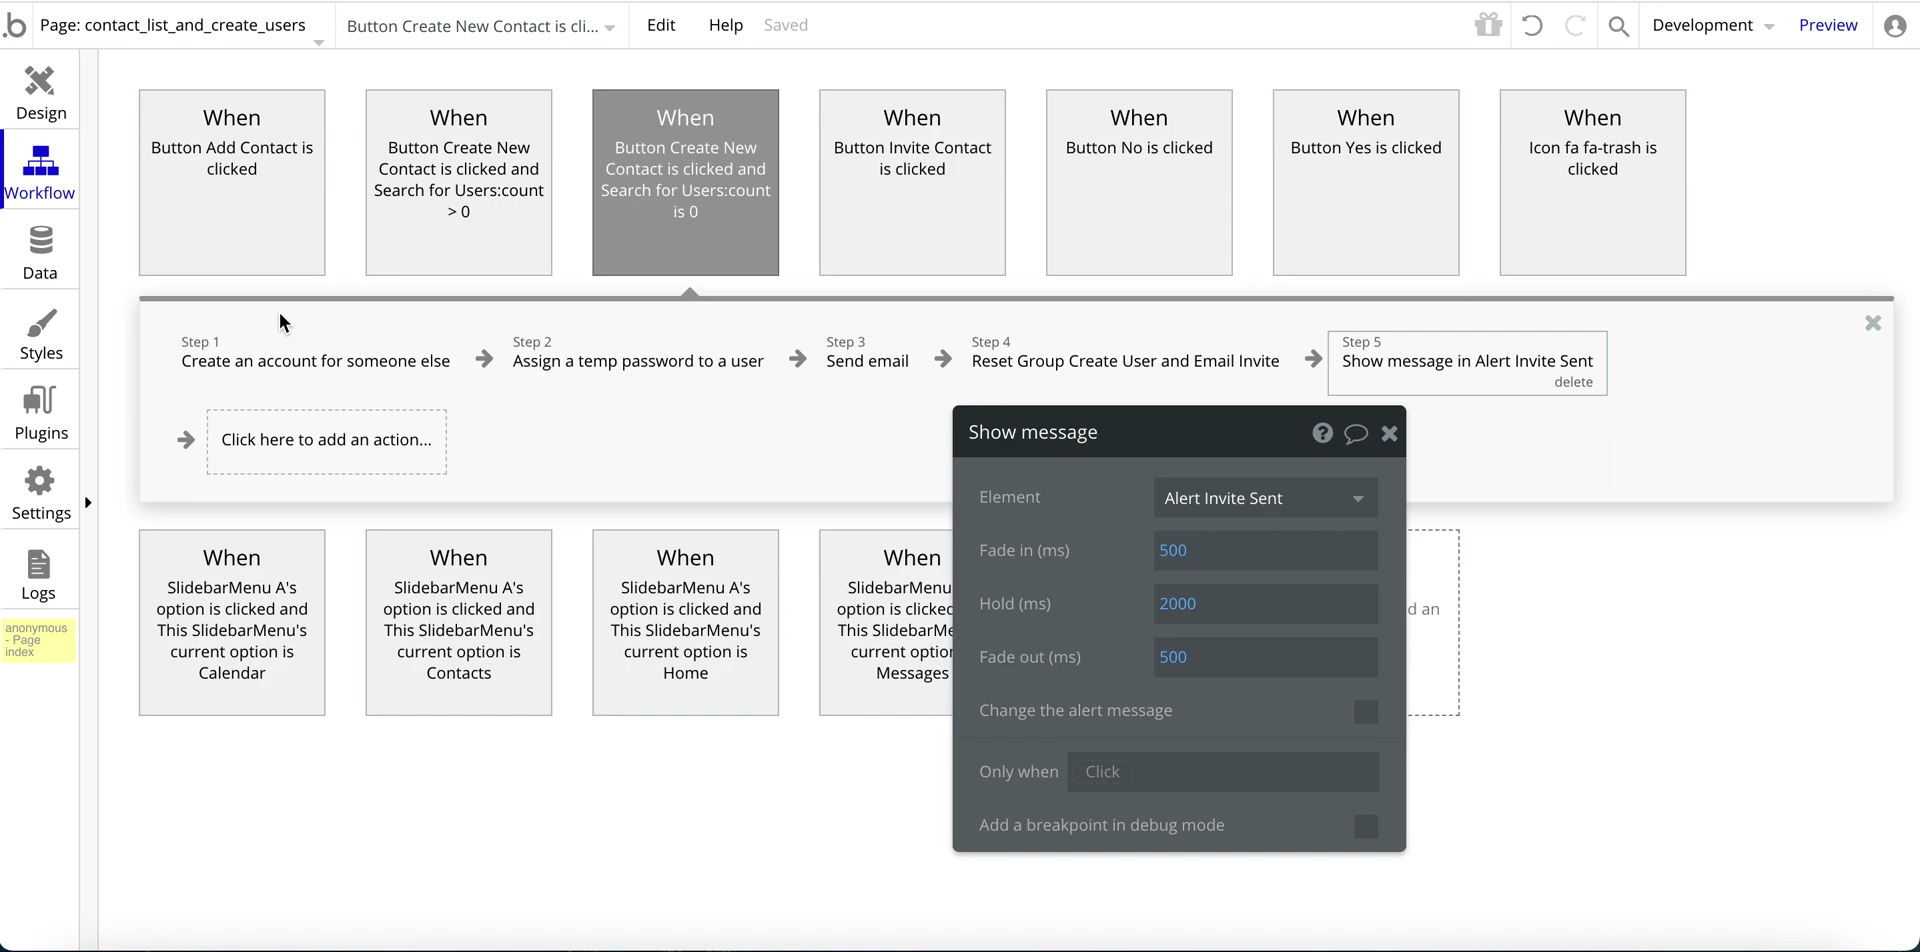 .b
Page: contact_list_and_create_users
Button Create New Contact is cli...
Edit
Help
Saved
Development
Preview
Design
Workflow
Data
Styles
Plugins
Settings
Logs
anonymous
- Page
index
When
Button Add Contact is
clicked
When
Button Create New
Contact is clicked and
Search for Users:count
> 0
When
Button Create New
Contact is clicked and
Search for Users:count
is 0
When
Button Invite Contact
is clicked
When
Button No is clicked
When
Button Yes is clicked
When
Icon fa fa-trash is
clicked
Step 1
Create an account for someone else
Step 2
Assign a temp password to a user
Step 3
Send email
Step 4
Reset Group Create User and Email Invite
Step 5
Show message in Alert Invite Sent
delete
Click here to add an action...
Show message
Element
Alert Invite Sent
Fade in (ms)
500
Hold (ms)
2000
Fade out (ms)
500
Change the alert message
Only when
Click
Add a breakpoint in debug mode
When
SlidebarMenu A's
option is clicked and
This SlidebarMenu's
current option is
Calendar
When
SlidebarMenu A's
option is clicked and
This SlidebarMenu's
current option is
Contacts
When
SlidebarMenu A's
option is clicked and
This SlidebarMenu's
current option is
Home
When
SlidebarMenu
option is clicked
This SlidebarMe
current option
Messages
d an